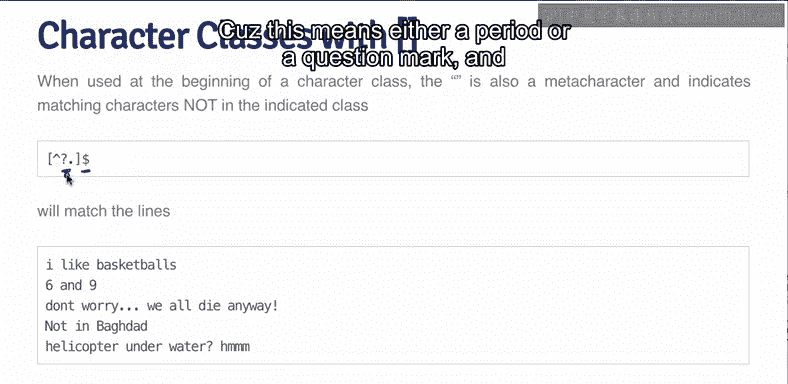 Character Classes with []
Cuz this means either a period or
a question mark, and
When used at the beginning of a character class, the “” is also a metacharacter and indicates
matching characters NOT in the indicated class
[^?.]$
will match the lines
i like basketballs
6 and 9
dont worry... we all die anyway!
Not in Baghdad
helicopter under water? hmmm